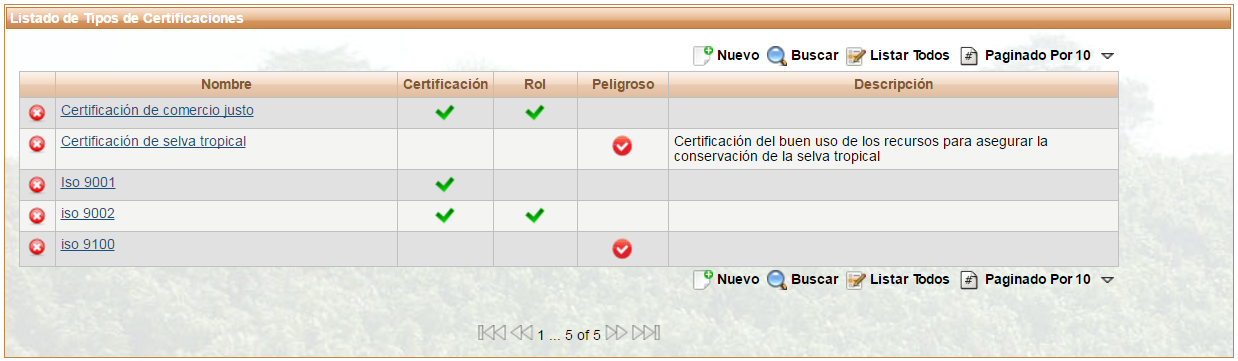 Listado de Tipos de Certificaciones
Nuevo Buscar Listar Todos # Paginado Por 10
Nombre Certificación Rol Peligroso Descripción
Certificación de comercio justo
Certificación de selva tropical
Certificación del buen uso de los recursos para asegurar la
conservación de la selva tropical
Iso 9001
iso 9002
iso 9100
Nuevo Buscar Listar Todos # Paginado Por 10
1 ... 5 of 5